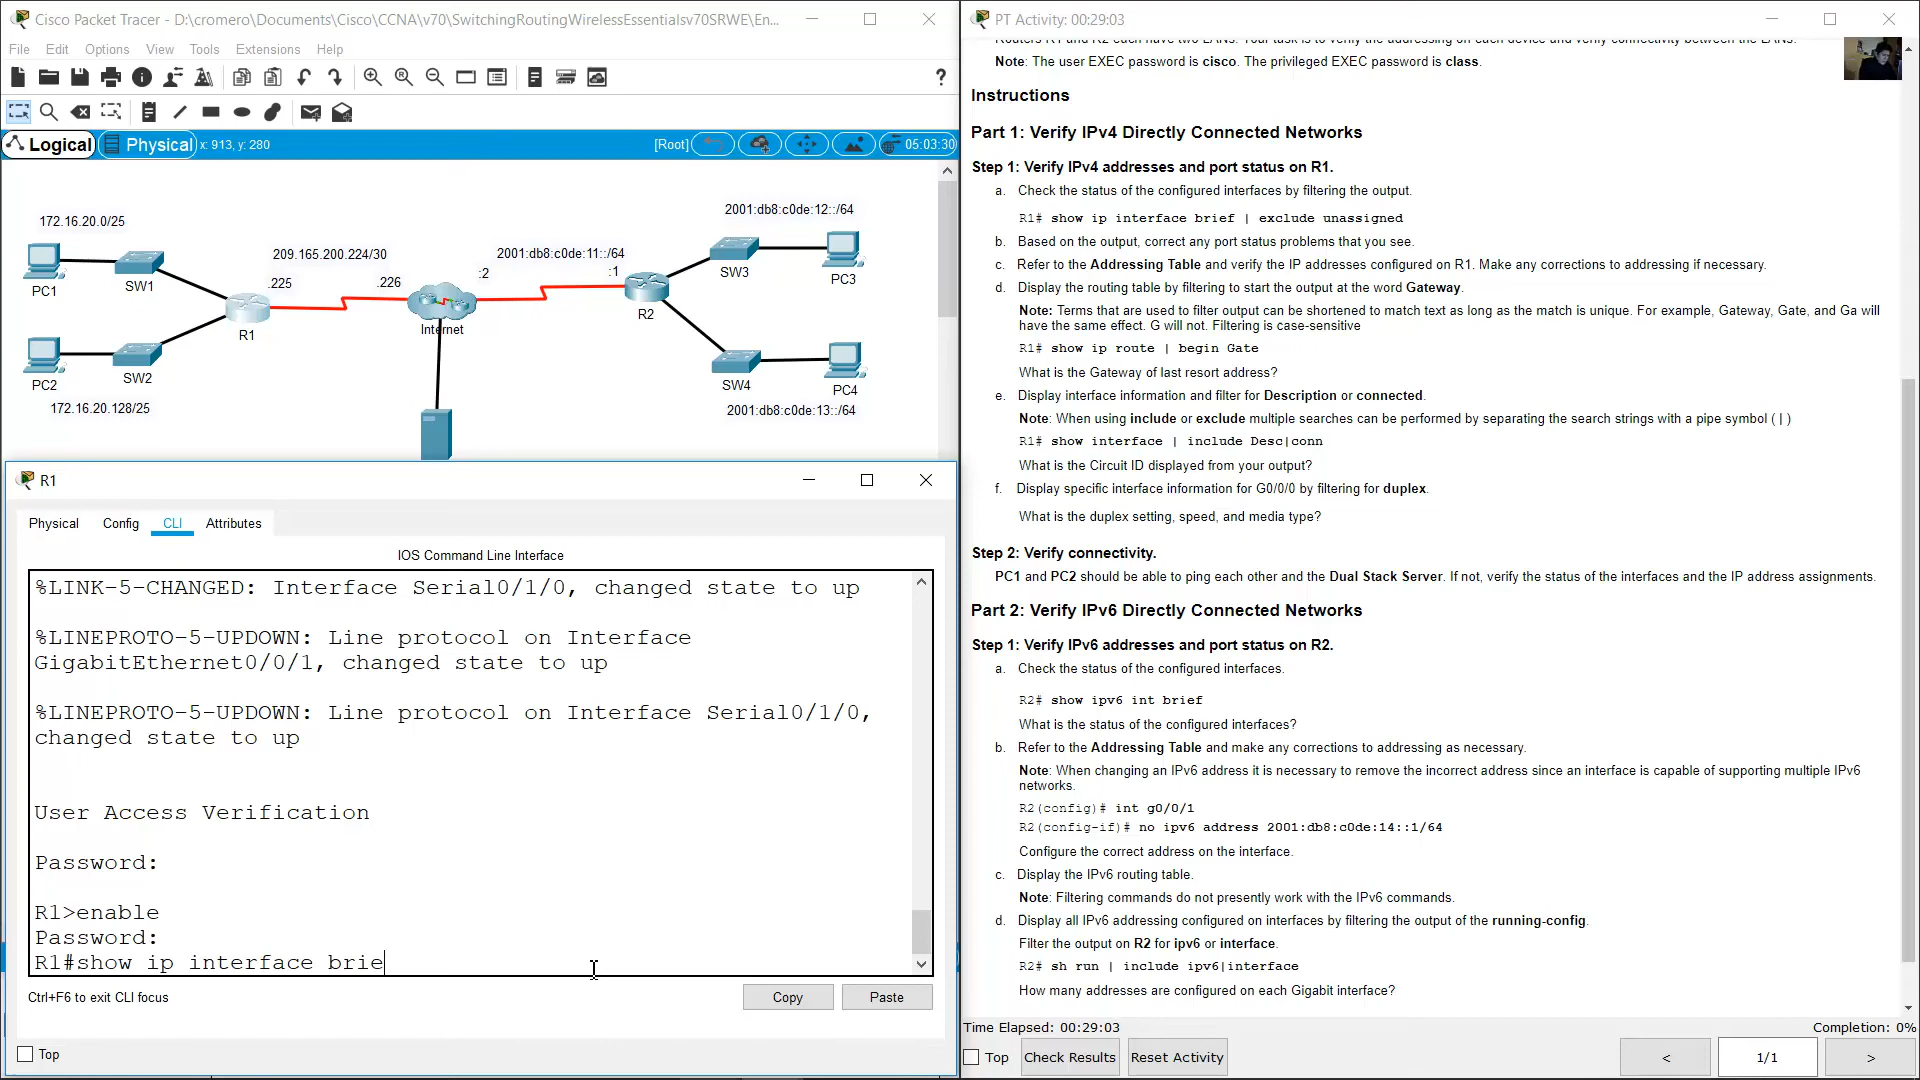 Cisco Packet Tracer - D:\cromero\Documents\Cisco\CCNA\v70\SwitchingRoutingWirelessEssentialsv70SRWE\En...
File Edit Options View Tools Extensions Help
?
Logical Physical x: 913, y: 280 [Root] 05:03:30
172.16.20.0/25
2001:db8:c0de:12::/64
209.165.200.224/30
2001:db8:c0de:11::/64
.225
.226
:2
:1
PC1
SW1
R1
PC2
SW2
172.16.20.128/25
Internet
R2
SW3
PC3
SW4
PC4
2001:db8:c0de:13::/64
R1
Physical Config CLI Attributes
IOS Command Line Interface
%LINK-5-CHANGED: Interface Serial0/1/0, changed state to up
%LINEPROTO-5-UPDOWN: Line protocol on Interface
GigabitEthernet0/0/1, changed state to up
%LINEPROTO-5-UPDOWN: Line protocol on Interface Serial0/1/0,
changed state to up
User Access Verification
Password:
R1>enable
Password:
R1#show ip interface brie
Ctrl+F6 to exit CLI focus
Copy Paste
Top
PT Activity: 00:29:03
Routers R1 and R2 each have two LANs. Your task is to verify the addressing on each device and verify connectivity between the LANs.
Note: The user EXEC password is cisco. The privileged EXEC password is class.
Instructions
Part 1: Verify IPv4 Directly Connected Networks
Step 1: Verify IPv4 addresses and port status on R1.
a. Check the status of the configured interfaces by filtering the output.
R1# show ip interface brief | exclude unassigned
b. Based on the output, correct any port status problems that you see.
c. Refer to the Addressing Table and verify the IP addresses configured on R1. Make any corrections to addressing if necessary.
d. Display the routing table by filtering to start the output at the word Gateway.
Note: Terms that are used to filter output can be shortened to match text as long as the match is unique. For example, Gateway, Gate, and Ga will
have the same effect. G will not. Filtering is case-sensitive
R1# show ip route | begin Gate
What is the Gateway of last resort address?
e. Display interface information and filter for Description or connected.
Note: When using include or exclude multiple searches can be performed by separating the search strings with a pipe symbol ( | )
R1# show interface | include Desc|conn
What is the Circuit ID displayed from your output?
f. Display specific interface information for G0/0/0 by filtering for duplex.
What is the duplex setting, speed, and media type?
Step 2: Verify connectivity.
PC1 and PC2 should be able to ping each other and the Dual Stack Server. If not, verify the status of the interfaces and the IP address assignments.
Part 2: Verify IPv6 Directly Connected Networks
Step 1: Verify IPv6 addresses and port status on R2.
a. Check the status of the configured interfaces.
R2# show ipv6 int brief
What is the status of the configured interfaces?
b. Refer to the Addressing Table and make any corrections to addressing as necessary.
Note: When changing an IPv6 address it is necessary to remove the incorrect address since an interface is capable of supporting multiple IPv6
networks.
R2(config)# int g0/0/1
R2(config-if)# no ipv6 address 2001:db8:c0de:14::1/64
Configure the correct address on the interface.
c. Display the IPv6 routing table.
Note: Filtering commands do not presently work with the IPv6 commands.
d. Display all IPv6 addressing configured on interfaces by filtering the output of the running-config.
Filter the output on R2 for ipv6 or interface.
R2# sh run | include ipv6|interface
How many addresses are configured on each Gigabit interface?
Time Elapsed: 00:29:03 Completion: 0%
Top Check Results Reset Activity < 1/1 >